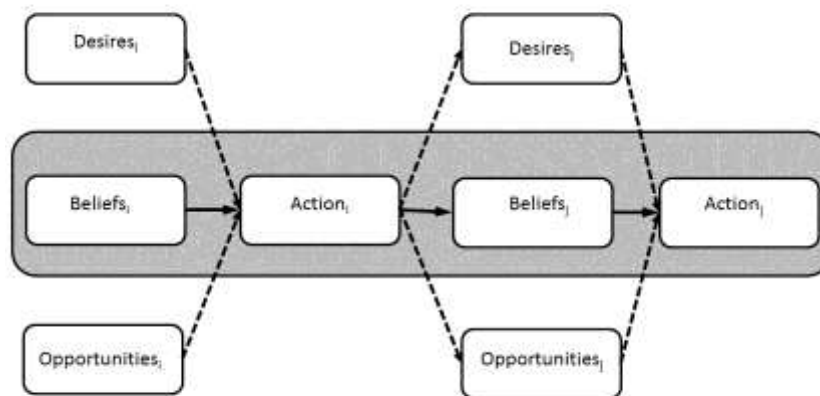 Desiresᵢ
Desiresⱼ
Beliefsᵢ
Actionᵢ
Beliefsⱼ
Actionⱼ
Opportunitiesᵢ
Opportunitiesⱼ